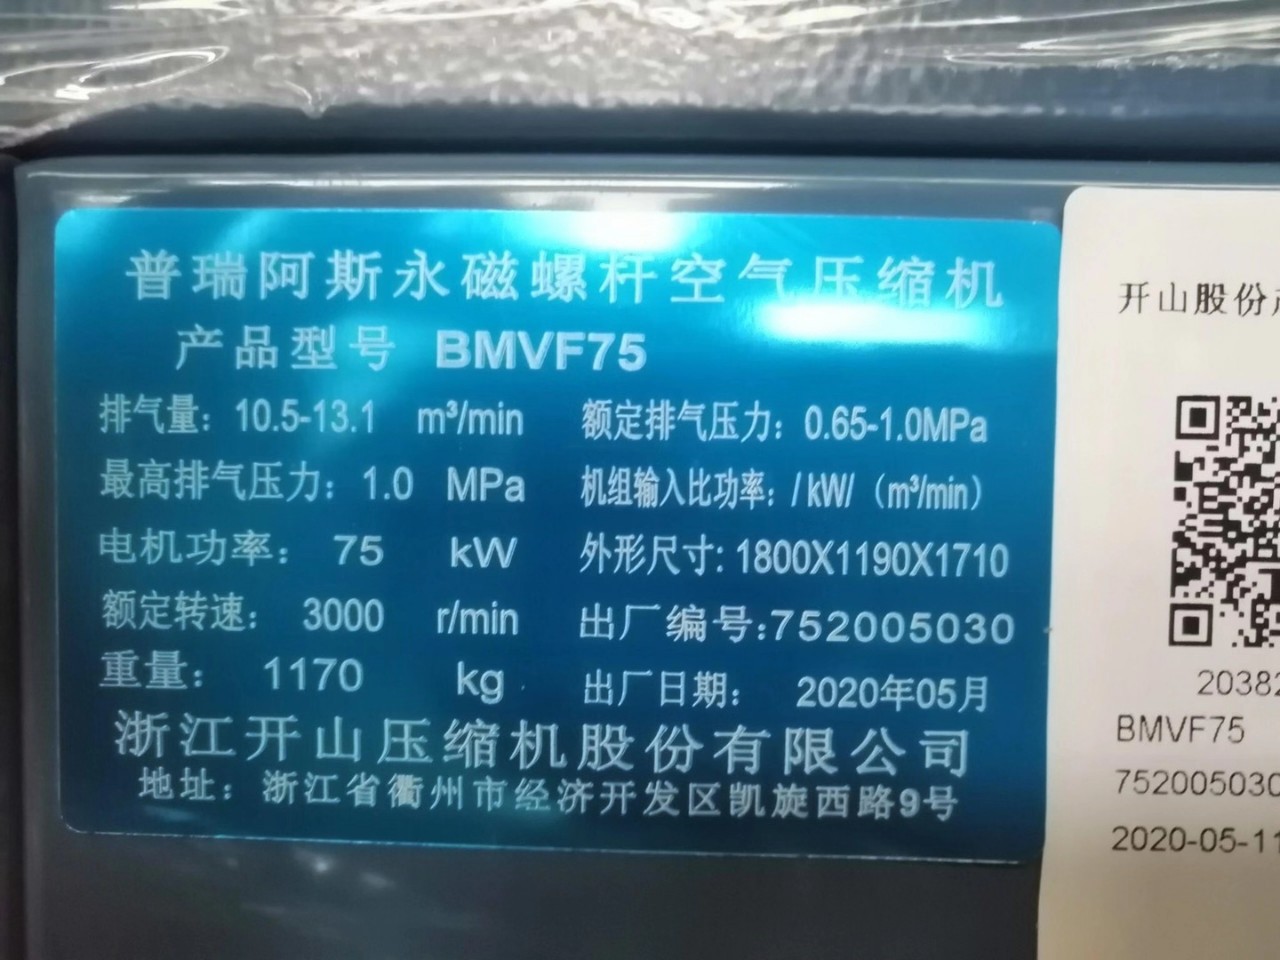 普瑞阿斯永磁螺杆空气压缩机
产品型号 BMVF75
排气量：10.5-13.1 m³/min 额定排气压力：0.65-1.0MPa
最高排气压力：1.0 MPa 机组输入比功率：/ kW/（m³/min）
电机功率：75 kW 外形尺寸：1800X1190X1710
额定转速：3000 r/min 出厂编号:752005030
重量：1170 kg 出厂日期：2020年05月
浙江开山压缩机股份有限公司
地址：浙江省衢州市经济开发区凯旋西路9号
开山股份
20382
BMVF75
752005030
2020-05-11